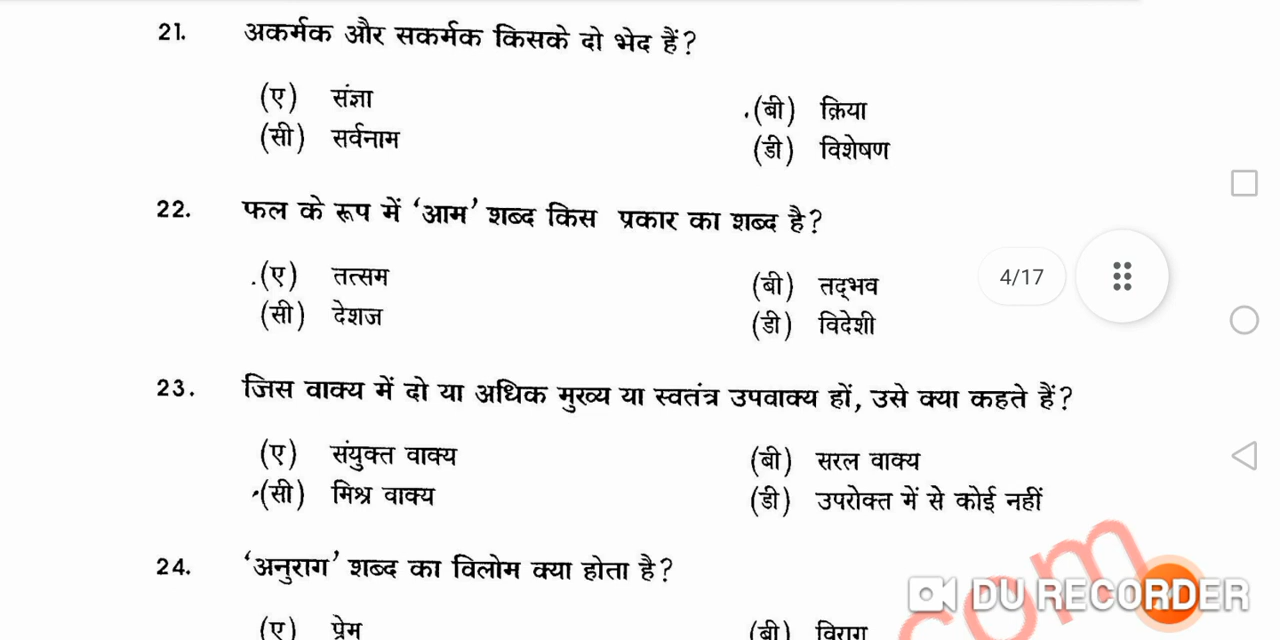 21. अकर्मक और सकर्मक किसके दो भेद हैं?
(ए) संज्ञा
.(बी) क्रिया
(सी) सर्वनाम
(डी) विशेषण
22. फल के रूप में ‘आम’ शब्द किस प्रकार का शब्द है?
.(ए) तत्सम
(बी) तद्भव
(सी) देशज
(डी) विदेशी
4/17
23. जिस वाक्य में दो या अधिक मुख्य या स्वतंत्र उपवाक्य हों, उसे क्या कहते हैं?
(ए) संयुक्त वाक्य
(बी) सरल वाक्य
(सी) मिश्र वाक्य
(डी) उपरोक्त में से कोई नहीं
24. ‘अनुराग’ शब्द का विलोम क्या होता है?
(ए) प्रेम
(बी) विराग
com
DU RECORDER